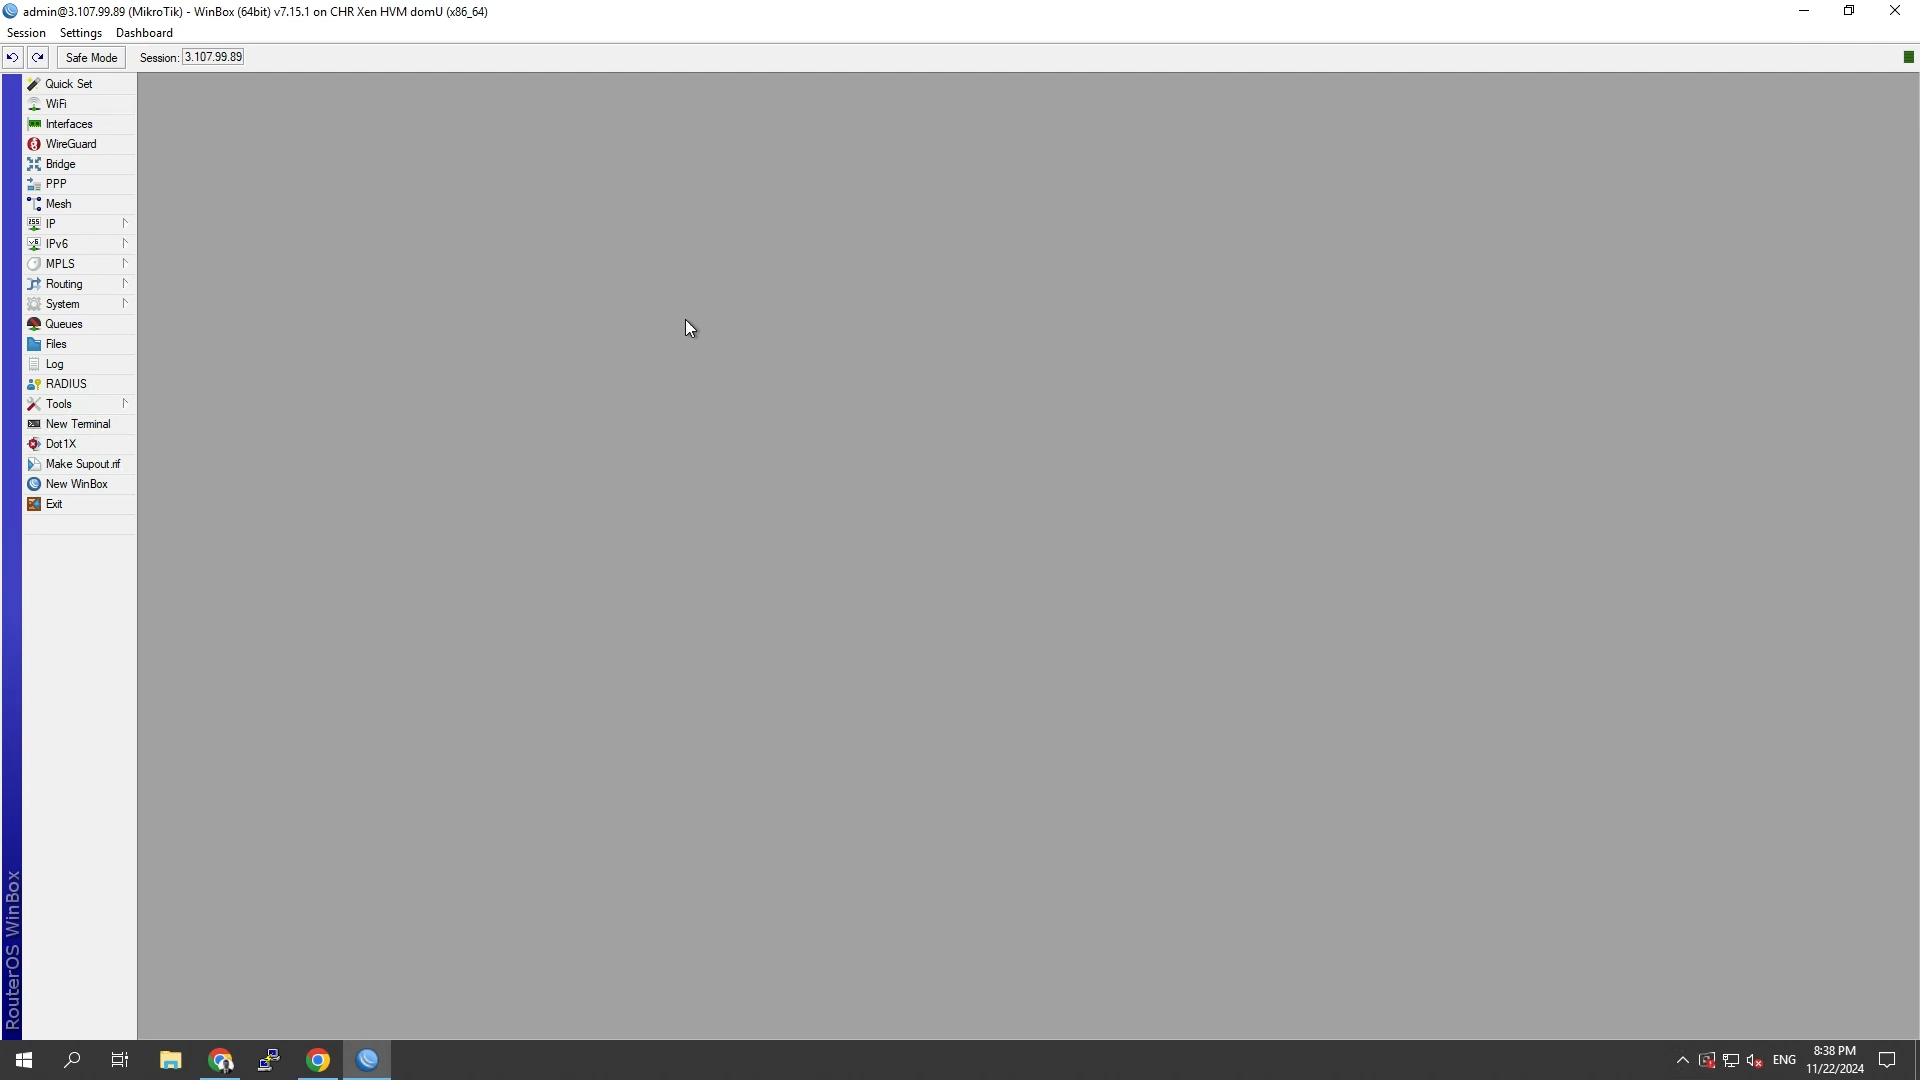 admin@3.107.99.89 (MikroTik) - WinBox (64bit) v7.15.1 on CHR Xen HVM domU (x86_64)
Session Settings Dashboard
Safe Mode Session: 3.107.99.89
Quick Set
WiFi
Interfaces
WireGuard
Bridge
PPP
Mesh
IP
IPv6
MPLS
Routing
System
Queues
Files
Log
RADIUS
Tools
New Terminal
Dot1X
Make Supout.rif
New WinBox
Exit
RouterOS WinBox
ENG
8:38 PM
11/22/2024